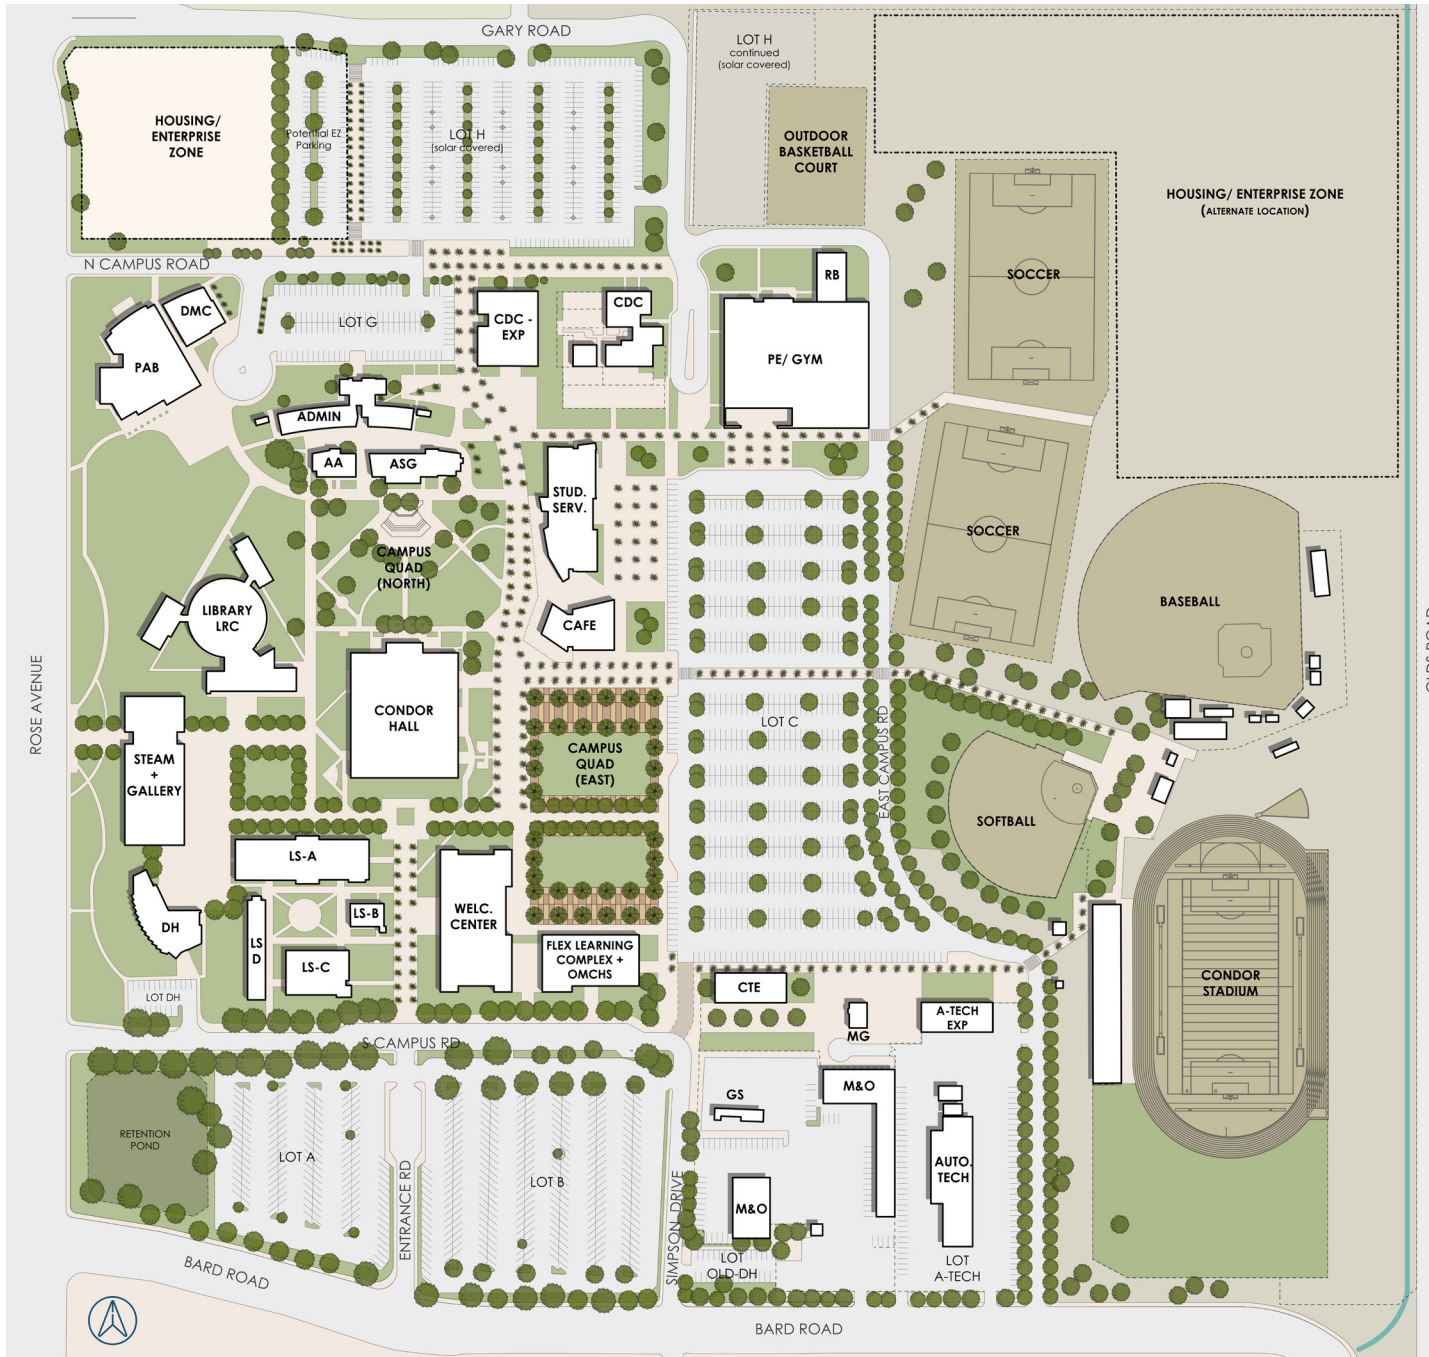 GARY ROAD
LOT H
continued
(solar covered)
HOUSING/
ENTERPRISE
ZONE
Potential EZ
Parking
LOT H
(solar covered)
OUTDOOR
BASKETBALL
COURT
HOUSING/ ENTERPRISE ZONE
(ALTERNATE LOCATION)
N CAMPUS ROAD
RB
SOCCER
DMC
CDC
LOT G
CDC -
EXP
PAB
PE/ GYM
ADMIN
AA
ASG
STUD.
SERV.
SOCCER
CAMPUS
QUAD
(NORTH)
BASEBALL
LIBRARY
LRC
CAFE
ROSE AVENUE
OLDS ROAD
CONDOR
HALL
LOT C
EAST CAMPUS RD
CAMPUS
QUAD
(EAST)
STEAM
+
GALLERY
SOFTBALL
LS-A
LS-B
WELC.
CENTER
DH
LS
D
LS-C
FLEX LEARNING
COMPLEX +
OMCHS
CONDOR
STADIUM
LOT DH
CTE
A-TECH
EXP
MG
S CAMPUS RD
M&O
GS
RETENTION
POND
LOT A
ENTRANCE RD
LOT B
SIMPSON DRIVE
AUTO.
TECH
M&O
LOT
OLD-DH
LOT
A-TECH
BARD ROAD
BARD ROAD